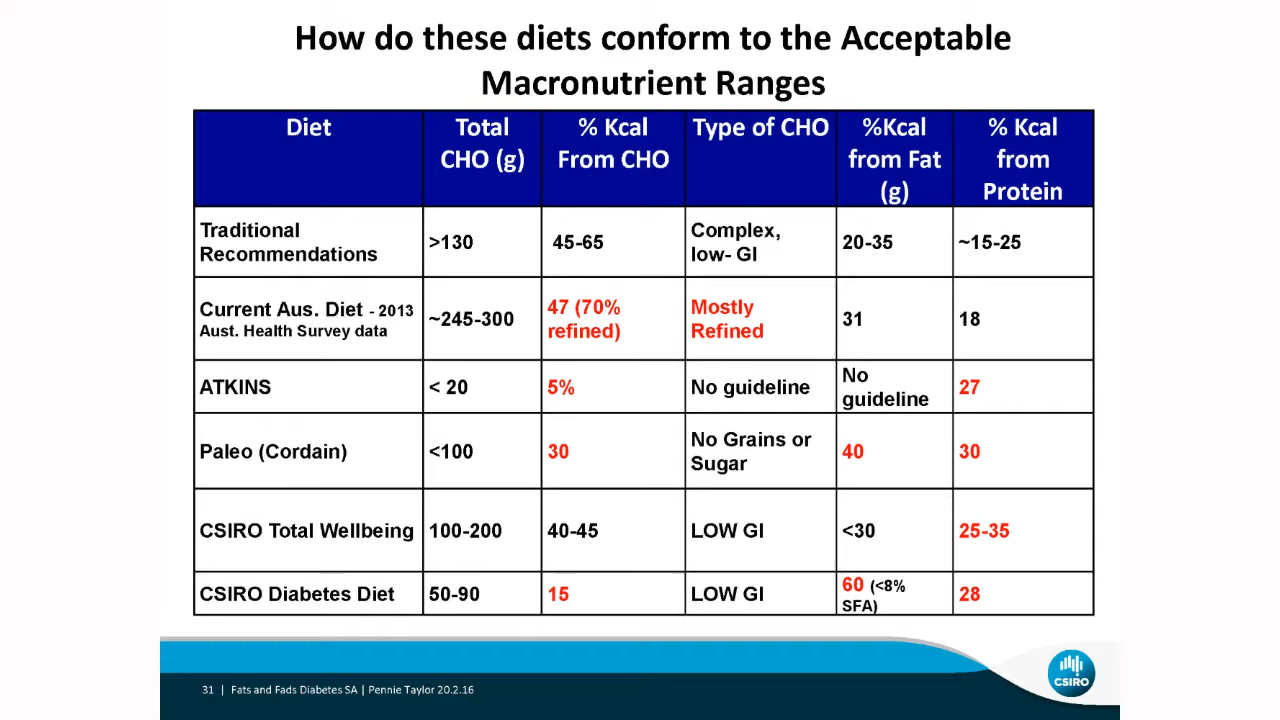 How do these diets conform to the Acceptable
Macronutrient Ranges
Diet
Total
CHO (g)
% Kcal
From CHO
Type of CHO
%Kcal
from Fat
(g)
% Kcal
from
Protein
Traditional
Recommendations
>130
45-65
Complex,
low- GI
20-35
~15-25
Current Aus. Diet - 2013
Aust. Health Survey data
~245-300
47 (70%
refined)
Mostly
Refined
31
18
ATKINS
< 20
5%
No guideline
No
guideline
27
Paleo (Cordain)
<100
30
No Grains or
Sugar
40
30
CSIRO Total Wellbeing
100-200
40-45
LOW GI
<30
25-35
CSIRO Diabetes Diet
50-90
15
LOW GI
60 (<8%
SFA)
28
31 | Fats and Fads Diabetes SA | Pennie Taylor 20.2.16
CSIRO